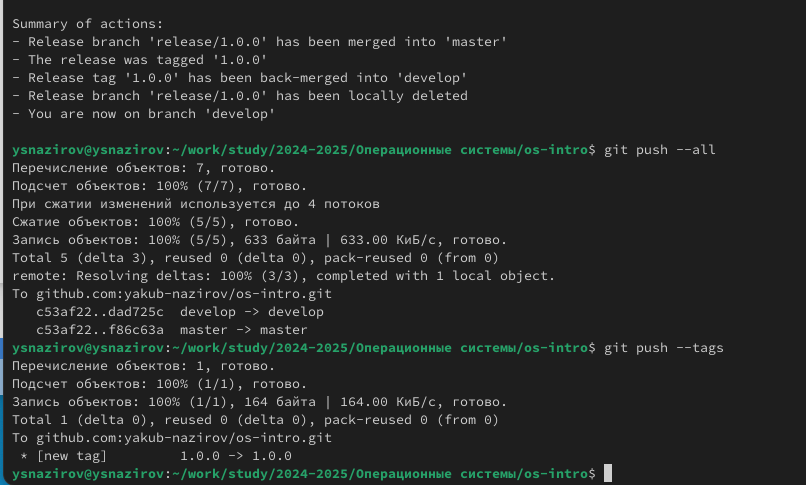 Summary of actions:
- Release branch 'release/1.0.0' has been merged into 'master'
- The release was tagged '1.0.0'
- Release tag '1.0.0' has been back-merged into 'develop'
- Release branch 'release/1.0.0' has been locally deleted
- You are now on branch 'develop'
ysnazirov@ysnazirov:~/work/study/2024-2025/Операционные системы/os-intro$ git push --all
Перечисление объектов: 7, готово.
Подсчет объектов: 100% (7/7), готово.
При сжатии изменений используется до 4 потоков
Сжатие объектов: 100% (5/5), готово.
Запись объектов: 100% (5/5), 633 байта | 633.00 КиБ/с, готово.
Total 5 (delta 3), reused 0 (delta 0), pack-reused 0 (from 0)
remote: Resolving deltas: 100% (3/3), completed with 1 local object.
To github.com:yakub-nazirov/os-intro.git
   c53af22..dad725c  develop -> develop
   c53af22..f86c63a  master -> master
ysnazirov@ysnazirov:~/work/study/2024-2025/Операционные системы/os-intro$ git push --tags
Перечисление объектов: 1, готово.
Подсчет объектов: 100% (1/1), готово.
Запись объектов: 100% (1/1), 164 байта | 164.00 КиБ/с, готово.
Total 1 (delta 0), reused 0 (delta 0), pack-reused 0 (from 0)
To github.com:yakub-nazirov/os-intro.git
 * [new tag]         1.0.0 -> 1.0.0
ysnazirov@ysnazirov:~/work/study/2024-2025/Операционные системы/os-intro$